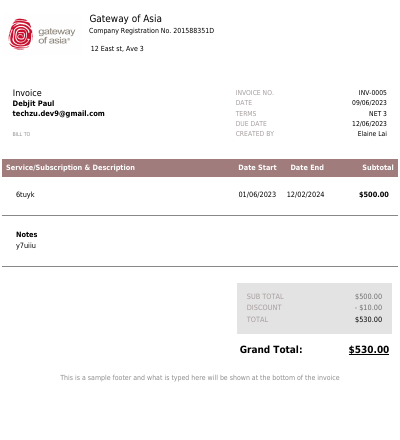 gateway
of asia
Gateway of Asia
Company Registration No. 201588351D
12 East st, Ave 3
Invoice
Debjit Paul
techzu.dev9@gmail.com
BILL TO
INVOICE NO. INV-0005
DATE 09/06/2023
TERMS NET 3
DUE DATE 12/06/2023
CREATED BY Elaine Lai
Service/Subscription & Description Date Start Date End Subtotal
6tuyk 01/06/2023 12/02/2024 $500.00
Notes
y7uiiu
SUB TOTAL $500.00
DISCOUNT - $10.00
TOTAL $530.00
Grand Total: $530.00
This is a sample footer and what is typed here will be shown at the bottom of the invoice